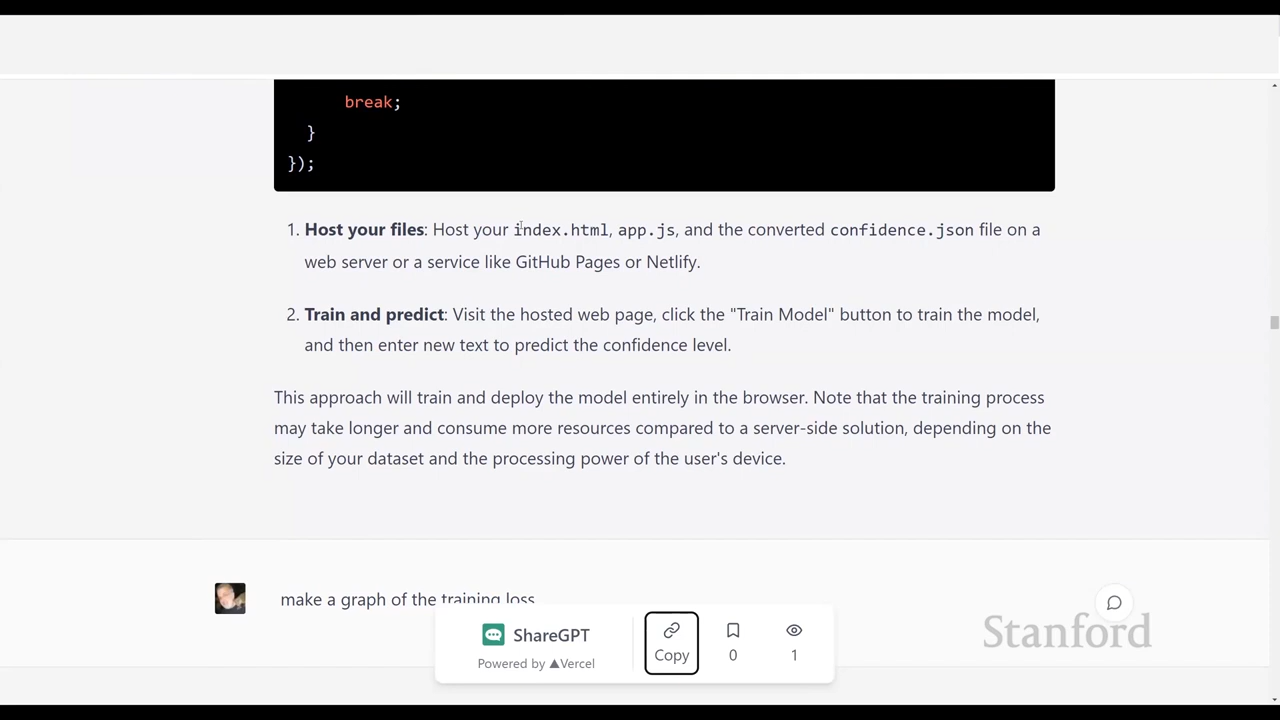 break;
}
});
1. Host your files: Host your index.html, app.js, and the converted confidence.json file on a
web server or a service like GitHub Pages or Netlify.
2. Train and predict: Visit the hosted web page, click the "Train Model" button to train the model,
and then enter new text to predict the confidence level.
This approach will train and deploy the model entirely in the browser. Note that the training process
may take longer and consume more resources compared to a server-side solution, depending on the
size of your dataset and the processing power of the user's device.
make a graph of the training loss
ShareGPT
Powered by ▲Vercel
Copy
0
1
Stanford